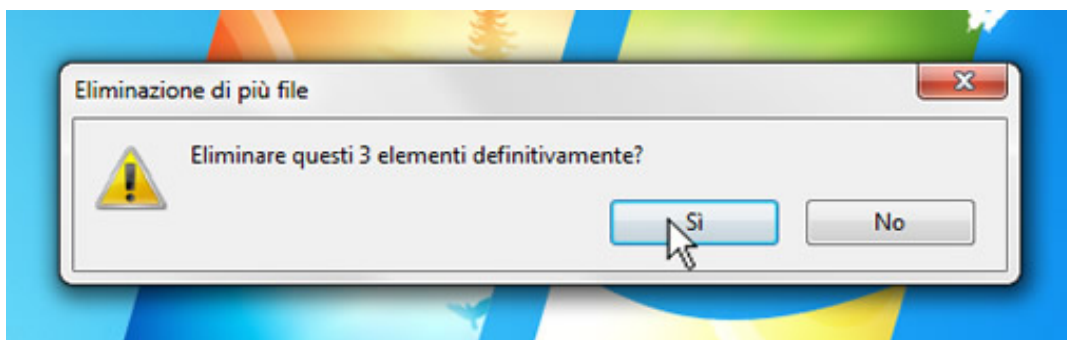 Eliminazione di più file
Eliminare questi 3 elementi definitivamente?
Sì
No